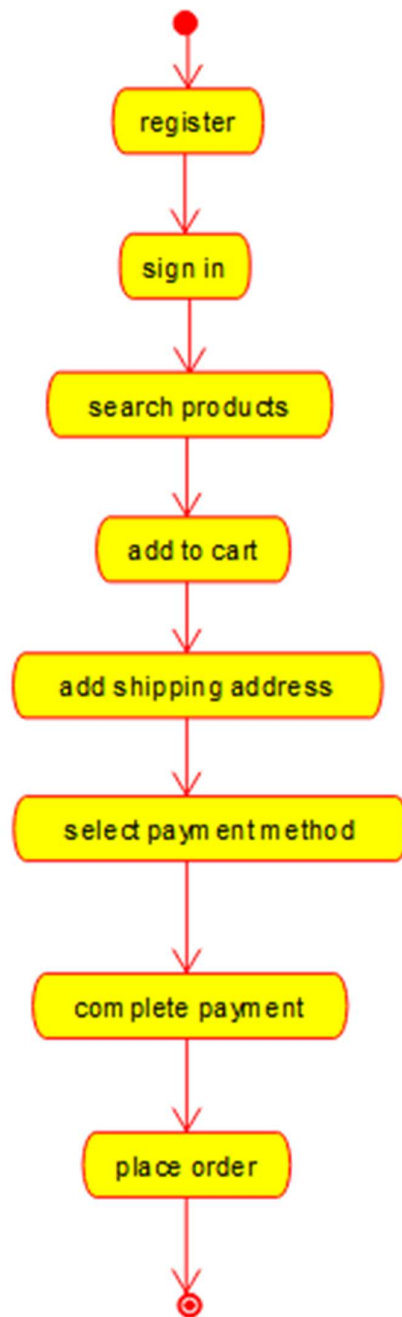 register
sign in
search products
add to cart
add shipping address
select payment method
complete payment
place order